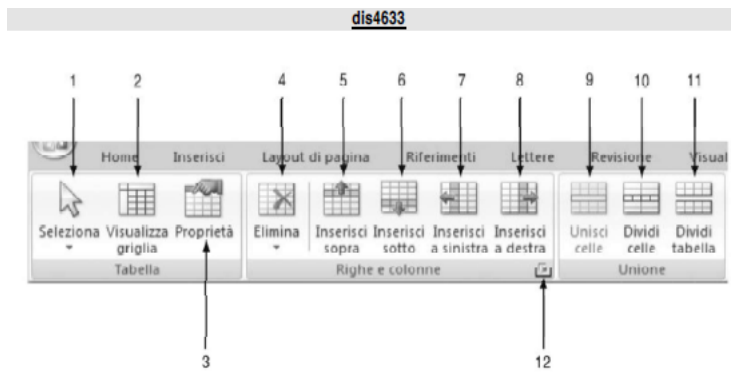 dis4633
1 2 4 5 6 7 8 9 10 11
Home Inserisci Layout di pagina Riferimenti Lettere Revisione Visual
Seleziona Visualizza griglia Proprietà Elimina Inserisci sopra Inserisci sotto Inserisci a sinistra Inserisci a destra Unisci celle Dividi celle Dividi tabella
Tabella Righe e colonne Unione
3 12